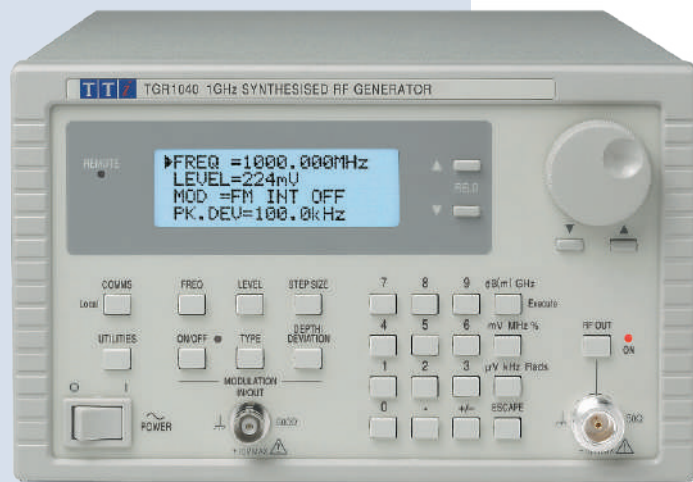 TTi TGR1040 1GHz SYNTHESISED RF GENERATOR
REMOTE
FREQ =1000.000MHz
LEVEL=224mV
MOD =FM INT OFF
PK.DEV=100.0kHz
FIELD
COMMS
FREQ
LEVEL
STEP SIZE
Local
UTILITIES
ON/OFF
TYPE
DEPTH/
DEVIATION
MODULATION
IN/OUT
7 8 9 dB(m) GHz
Execute
4 5 6 mV MHz %
1 2 3 µV kHz Rads
0 . +/– ESCAPE
RF OUT
ON
O I
POWER
50Ω